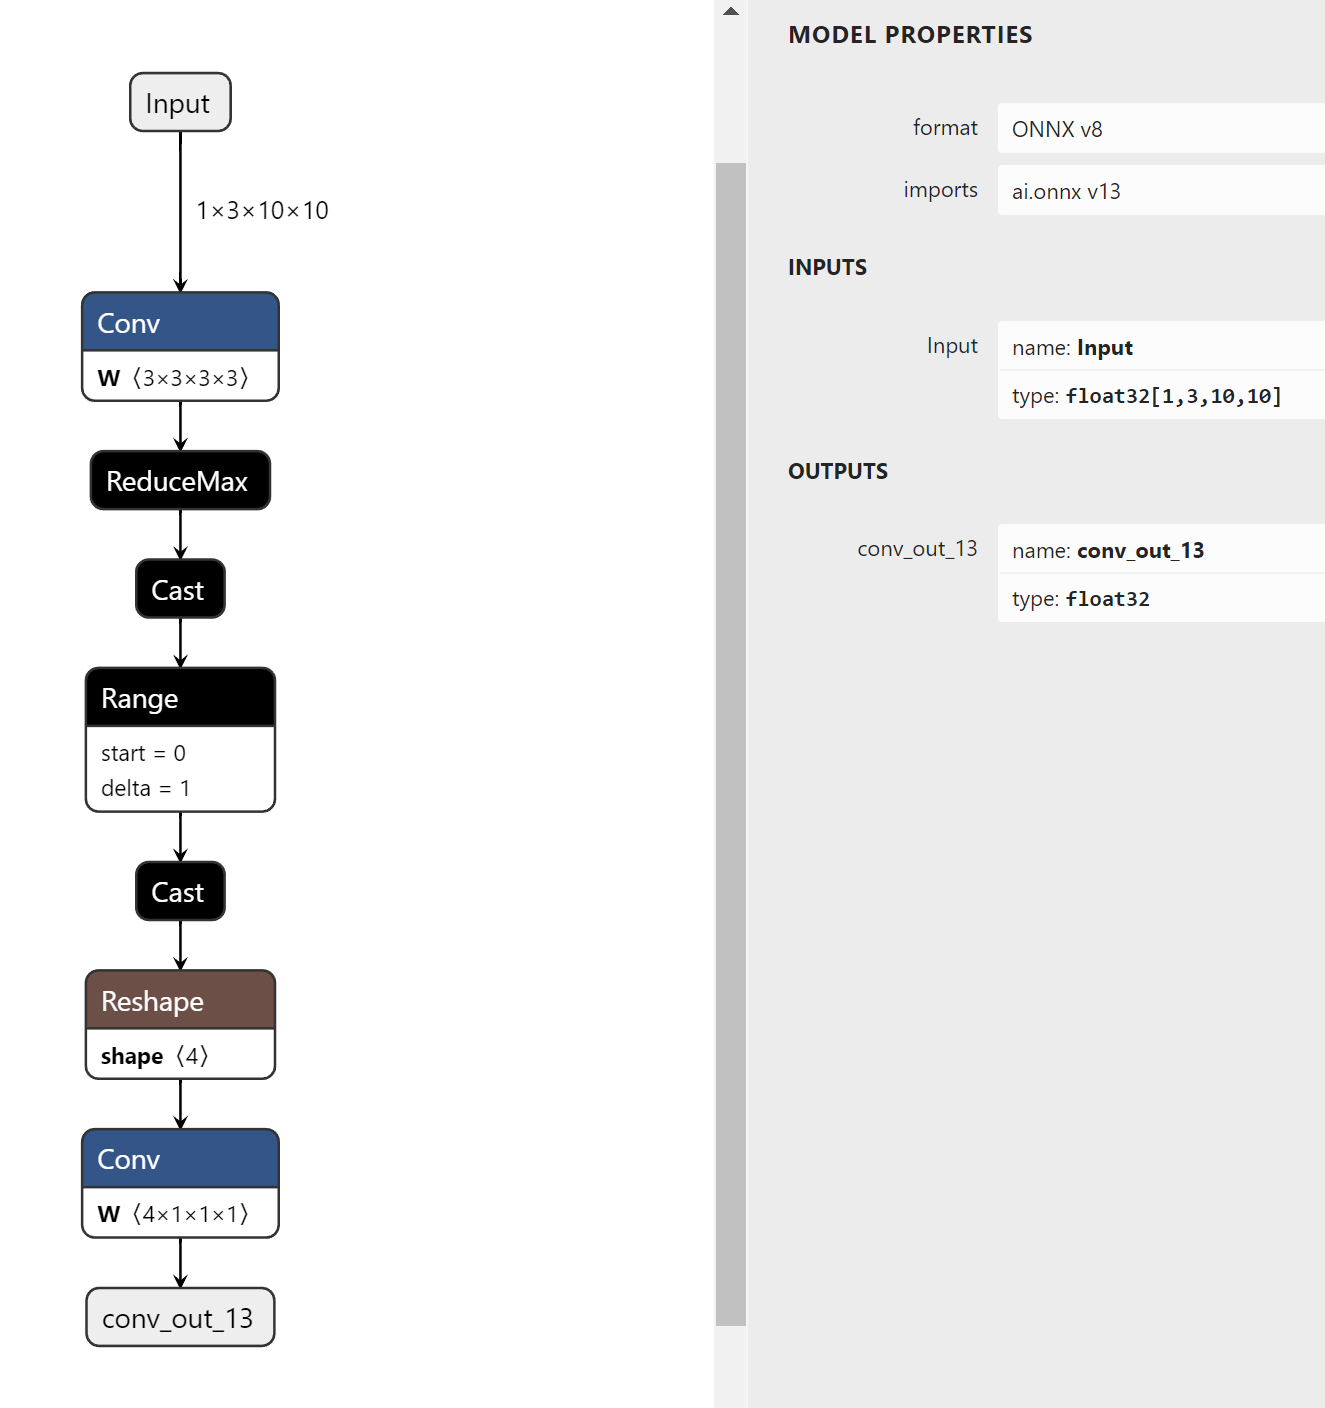 Input
1×3×10×10
Conv
W ⟨3×3×3×3⟩
ReduceMax
Cast
Range
start = 0
delta = 1
Cast
Reshape
shape ⟨4⟩
Conv
W ⟨4×1×1×1⟩
conv_out_13
MODEL PROPERTIES
format ONNX v8
imports ai.onnx v13
INPUTS
Input name: Input
type: float32[1,3,10,10]
OUTPUTS
conv_out_13 name: conv_out_13
type: float32